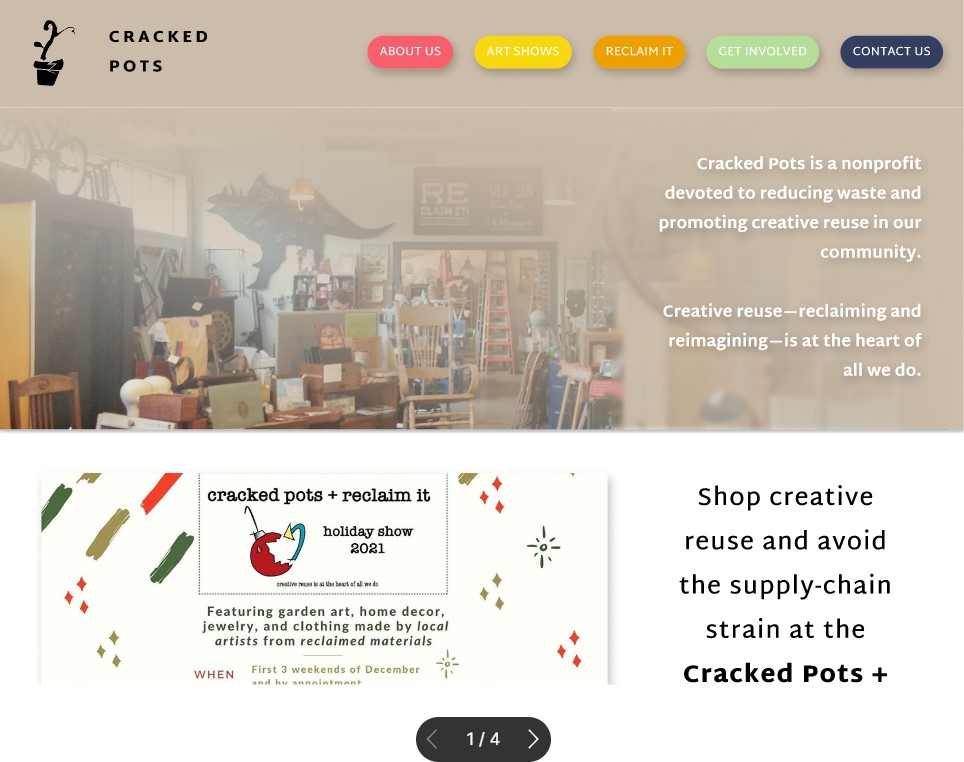 CRACKED
POTS
ABOUT US
ART SHOWS
RECLAIM IT
GET INVOLVED
CONTACT US
RE
CLAIM IT!
Cracked Pots is a nonprofit
devoted to reducing waste and
promoting creative reuse in our
community.
Creative reuse—reclaiming and
reimagining—is at the heart of
all we do.
cracked pots + reclaim it
holiday show
2021
creative reuse is at the heart of all we do
Featuring garden art, home decor,
jewelry, and clothing made by local
artists from reclaimed materials
WHEN
First 3 weekends of December
and by appointment
Shop creative
reuse and avoid
the supply-chain
strain at the
Cracked Pots +
1 / 4